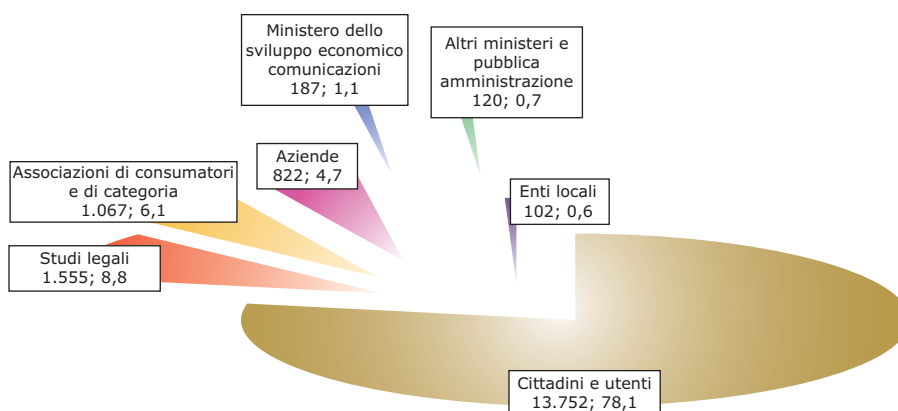 Ministero dello
sviluppo economico
comunicazioni
187; 1,1
Altri ministeri e
pubblica
amministrazione
120; 0,7
Aziende
822; 4,7
Associazioni di consumatori
e di categoria
1.067; 6,1
Enti locali
102; 0,6
Studi legali
1.555; 8,8
Cittadini e utenti
13.752; 78,1